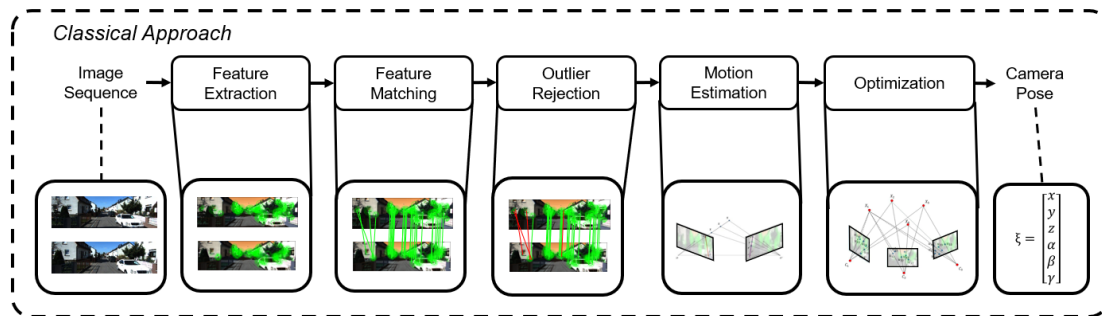 Classical Approach
Image
Sequence
Feature
Extraction
Feature
Matching
Outlier
Rejection
Motion
Estimation
Optimization
Camera
Pose
x
y
z
ξ =
α
β
γ